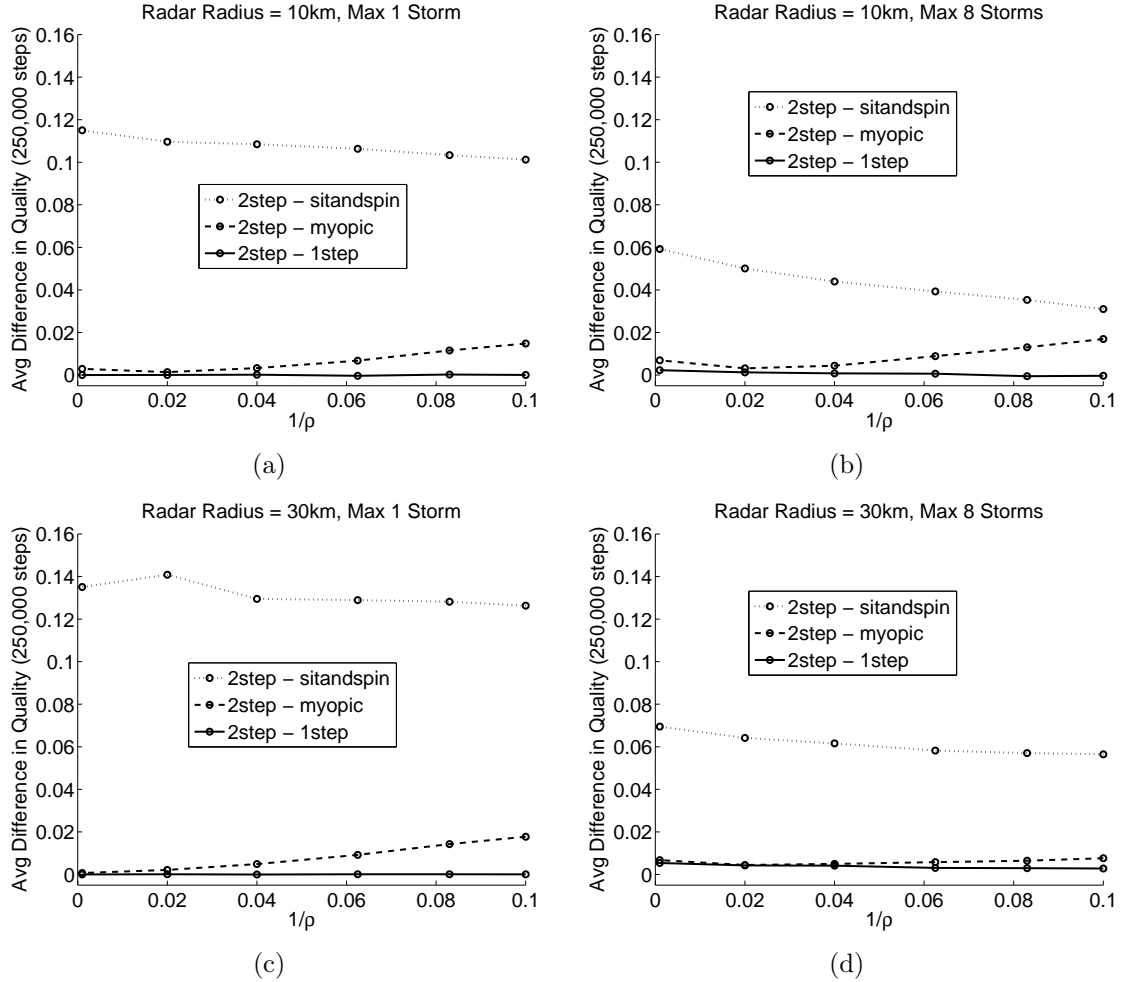 Radar Radius = 10km, Max 1 Storm
Avg Difference in Quality (250,000 steps)
0.16
0.14
0.12
0.1
0.08
0.06
0.04
0.02
0
2step – sitandspin
2step – myopic
2step – 1step
0 0.02 0.04 0.06 0.08 0.1
1/ρ
(a)
Radar Radius = 10km, Max 8 Storms
Avg Difference in Quality (250,000 steps)
0.16
0.14
0.12
0.1
0.08
0.06
0.04
0.02
0
2step – sitandspin
2step – myopic
2step – 1step
0 0.02 0.04 0.06 0.08 0.1
1/ρ
(b)
Radar Radius = 30km, Max 1 Storm
Avg Difference in Quality (250,000 steps)
0.16
0.14
0.12
0.1
0.08
0.06
0.04
0.02
0
2step – sitandspin
2step – myopic
2step – 1step
0 0.02 0.04 0.06 0.08 0.1
1/ρ
(c)
Radar Radius = 30km, Max 8 Storms
Avg Difference in Quality (250,000 steps)
0.16
0.14
0.12
0.1
0.08
0.06
0.04
0.02
0
2step – sitandspin
2step – myopic
2step – 1step
0 0.02 0.04 0.06 0.08 0.1
1/ρ
(d)